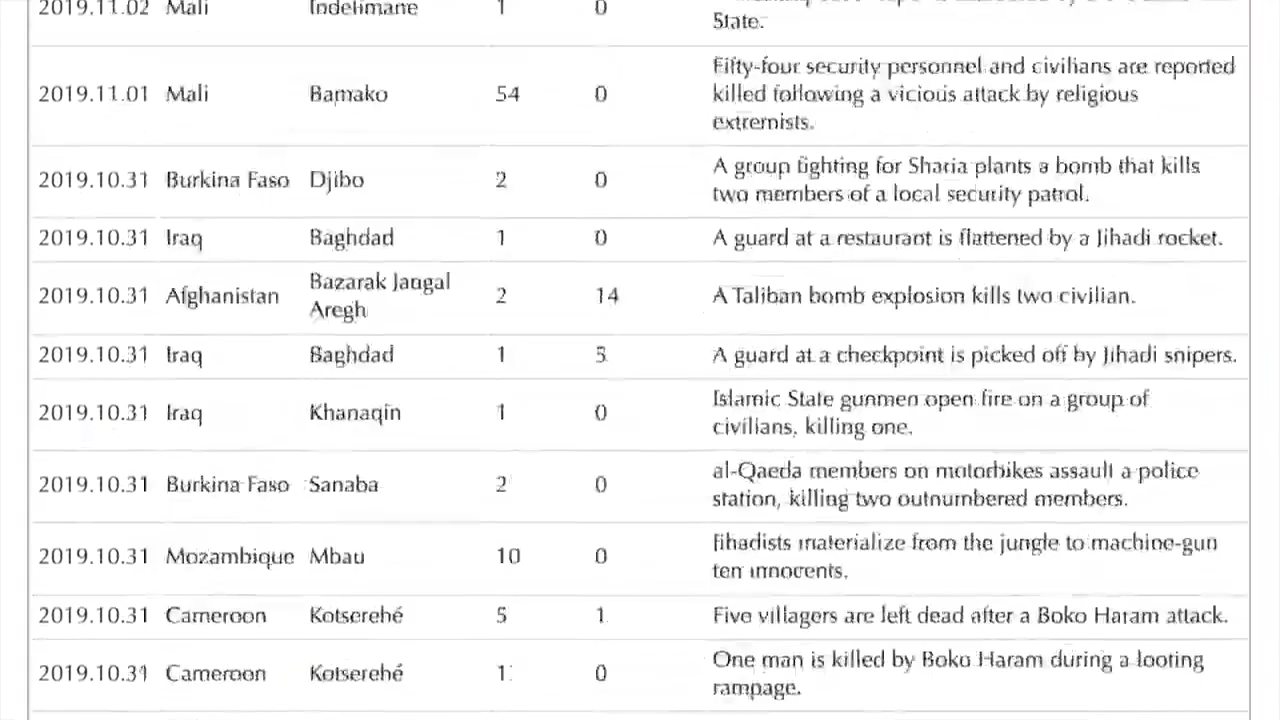 2019.11.02 Mali Indelimane 1 0
State.
Fifty-four security personnel and civilians are reported
2019.11.01 Mali Bamako 54 0 killed following a vicious attack by religious
extremists.
A group fighting for Sharia plants a bomb that kills
2019.10.31 Burkina Faso Djibo 2 0
two members of a local security patrol.
2019.10.31 Iraq Baghdad 1 0 A guard at a restaurant is flattened by a Jihadi rocket.
Bazarak Jangal
2019.10.31 Afghanistan 2 14 A Taliban bomb explosion kills two civilian.
Aregh
2019.10.31 Iraq Baghdad 1 5 A guard at a checkpoint is picked off by Jihadi snipers.
Islamic State gunmen open fire on a group of
2019.10.31 Iraq Khanaqin 1 0
civilians, killing one.
al-Qaeda members on motorbikes assault a police
2019.10.31 Burkina Faso Sanaba 2 0
station, killing two outnumbered members.
Jihadists materialize from the jungle to machine-gun
2019.10.31 Mozambique Mbau 10 0
ten innocents.
2019.10.31 Cameroon Kotserehé 5 1 Five villagers are left dead after a Boko Haram attack.
One man is killed by Boko Haram during a looting
2019.10.31 Cameroon Kotserehé 1 0
rampage.